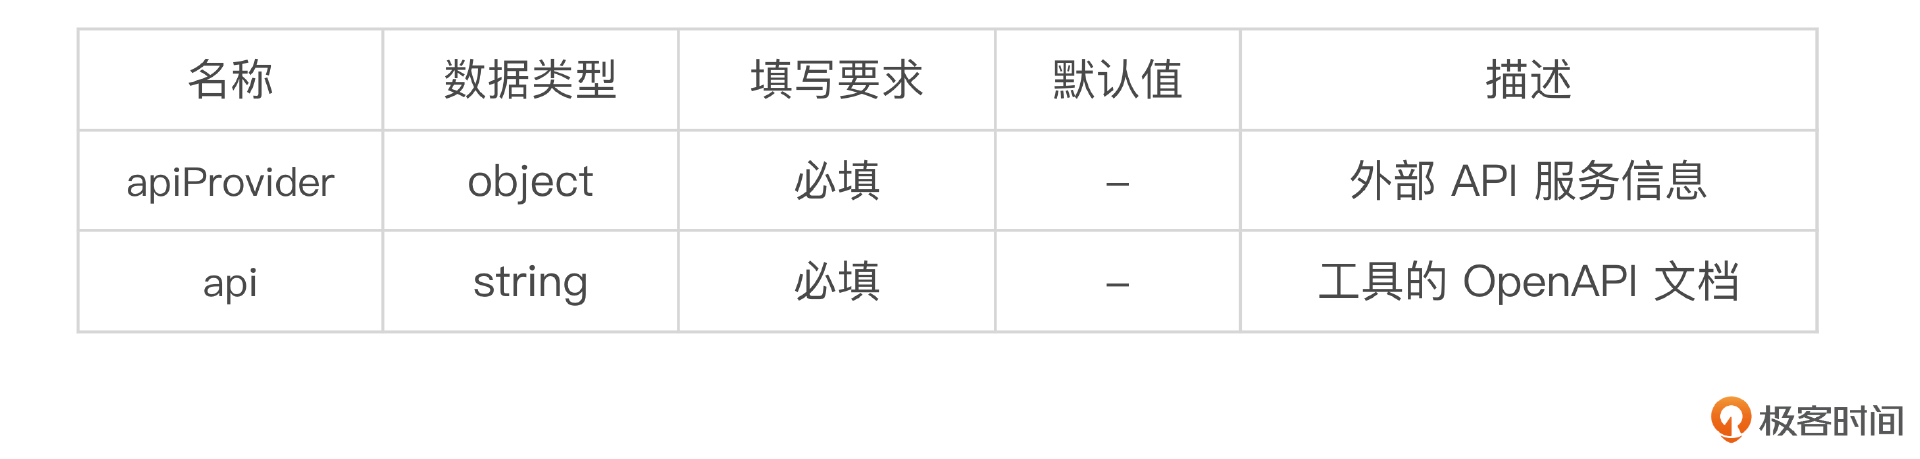 名称 数据类型 填写要求 默认值 描述
apiProvider object 必填 – 外部 API 服务信息
api string 必填 – 工具的 OpenAPI 文档
极客时间